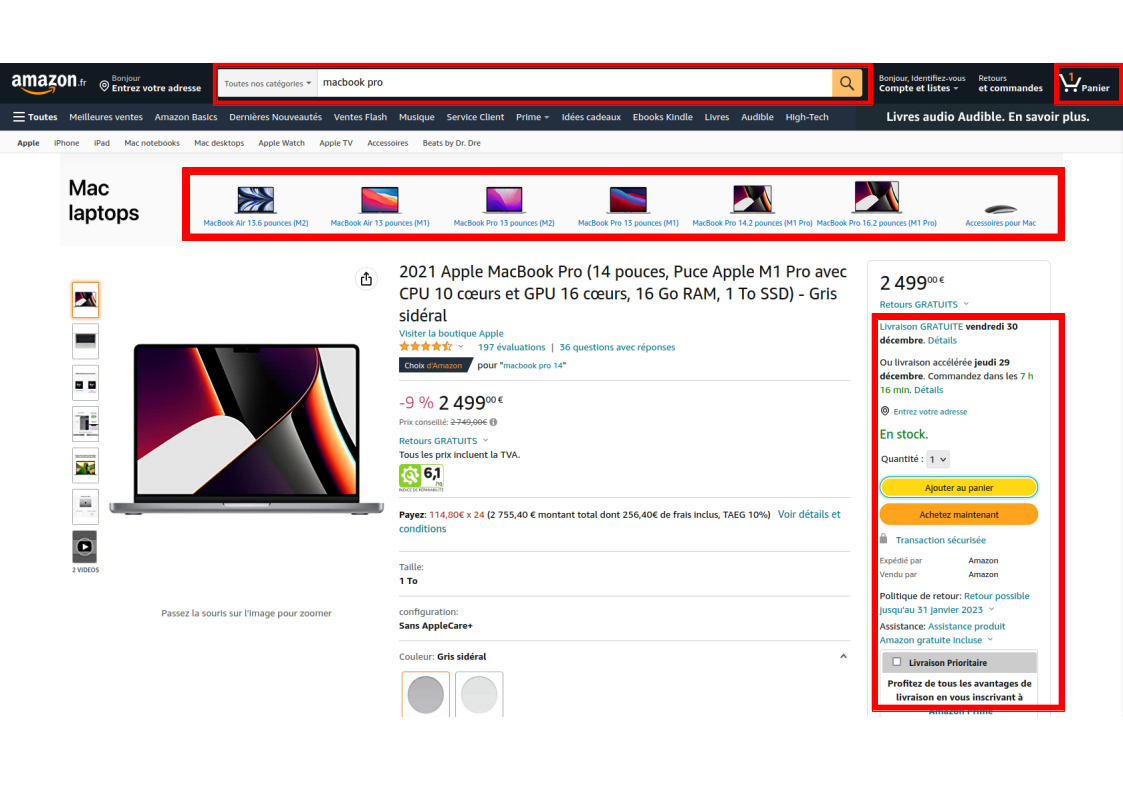 amazon.fr
Bonjour
Entrez votre adresse
Toutes nos catégories
macbook pro
Bonjour, Identifiez-vous
Compte et listes
Retours
et commandes
1
Panier
Toutes Meilleures ventes Amazon Basics Dernières Nouveautés Ventes Flash Musique Service Client Prime Idées cadeaux Ebooks Kindle Livres Audible High-Tech
Livres audio Audible. En savoir plus.
Apple iPhone iPad Mac notebooks Mac desktops Apple Watch Apple TV Accessoires Beats by Dr. Dre
Mac
laptops
MacBook Air 13.6 pounces (M2) MacBook Air 13 pounces (M1) MacBook Pro 13 pounces (M2) MacBook Pro 13 pounces (M1) MacBook Pro 14.2 pounces (M1 Pro) MacBook Pro 16.2 pounces (M1 Pro) Accessoires pour Mac
2 VIDEOS
Passez la souris sur l'image pour zoomer
2021 Apple MacBook Pro (14 pouces, Puce Apple M1 Pro avec
CPU 10 cœurs et GPU 16 cœurs, 16 Go RAM, 1 To SSD) - Gris
sidéral
Visiter la boutique Apple
197 évaluations | 36 questions avec réponses
Choix d'Amazon pour "macbook pro 14"
-9 % 2 499,00 €
Prix conseillé: 2 749,00€
Retours GRATUITS
Tous les prix incluent la TVA.
6,1
/10
INDICE DE RÉPARABILITÉ
Payez: 114,80€ x 24 (2 755,40 € montant total dont 256,40€ de frais inclus, TAEG 10%) Voir détails et
conditions
Taille:
1 To
configuration:
Sans AppleCare+
Couleur: Gris sidéral
2 499,00 €
Retours GRATUITS
Livraison GRATUITE vendredi 30
décembre. Détails
Ou livraison accélérée jeudi 29
décembre. Commandez dans les 7 h
16 min. Détails
Entrez votre adresse
En stock.
Quantité : 1
Ajouter au panier
Achetez maintenant
Transaction sécurisée
Expédié par Amazon
Vendu par Amazon
Politique de retour: Retour possible
jusqu'au 31 janvier 2023
Assistance: Assistance produit
Amazon gratuite incluse
Livraison Prioritaire
Profitez de tous les avantages de
livraison en vous inscrivant à
Amazon Prime